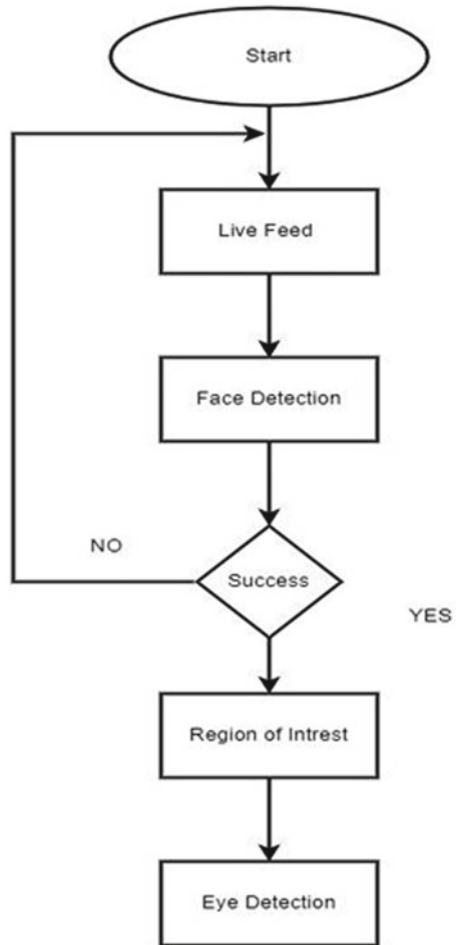 Start
Live Feed
Face Detection
NO
Success
YES
Region of Intrest
Eye Detection